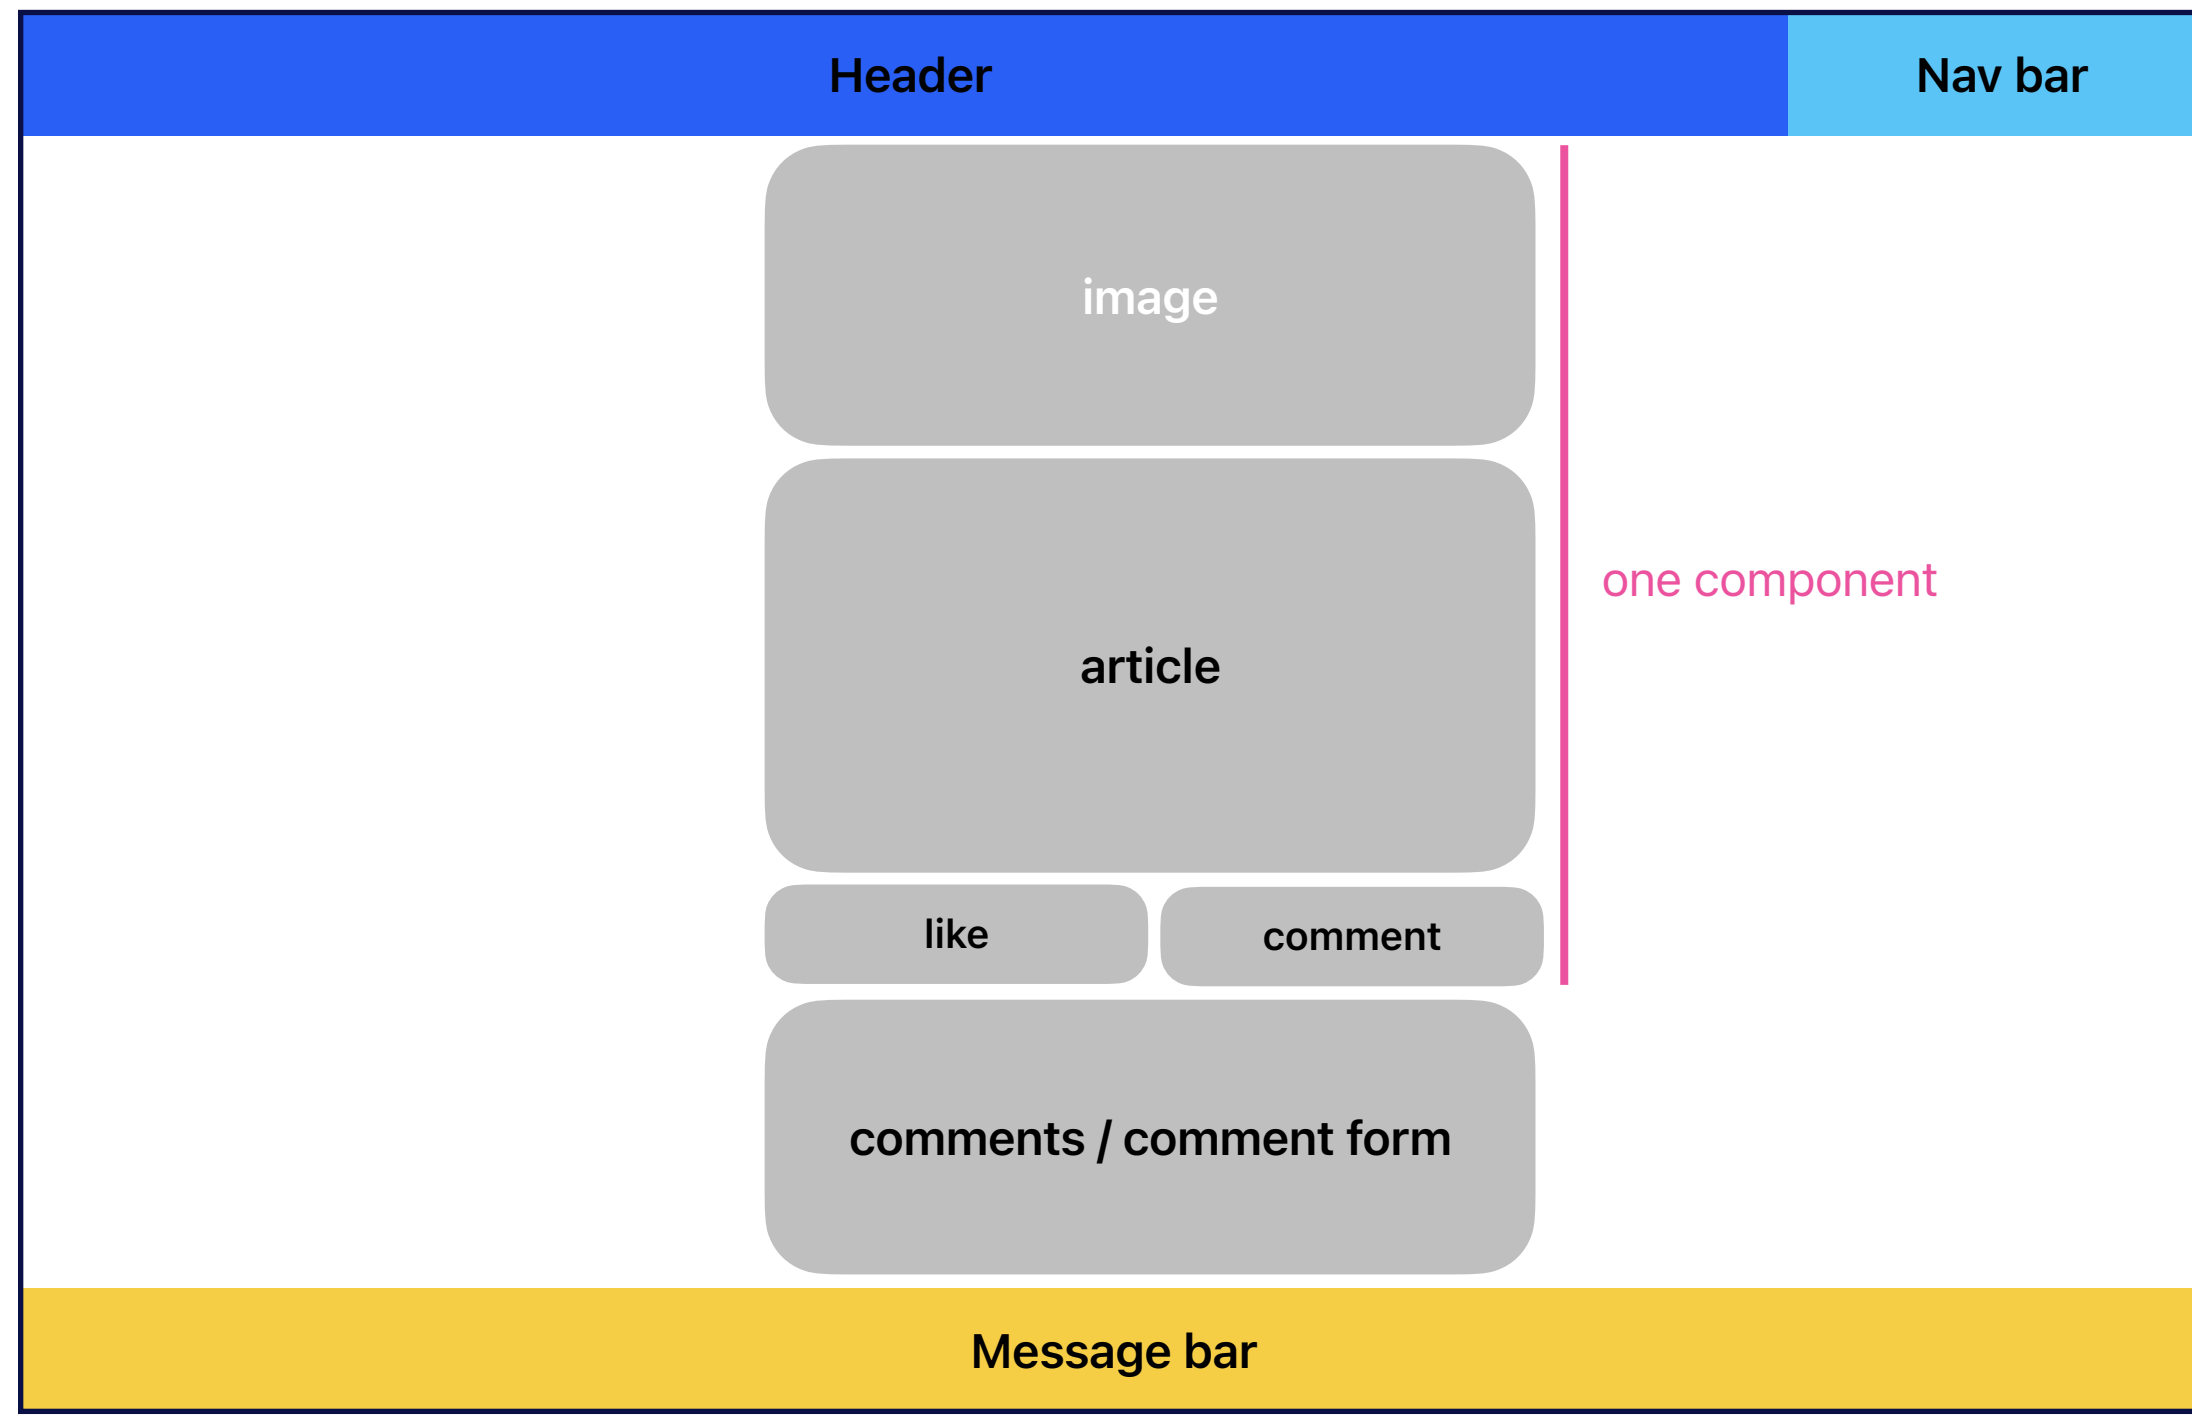 Header
Nav bar
image
one component
article
like
comment
comments / comment form
Message bar